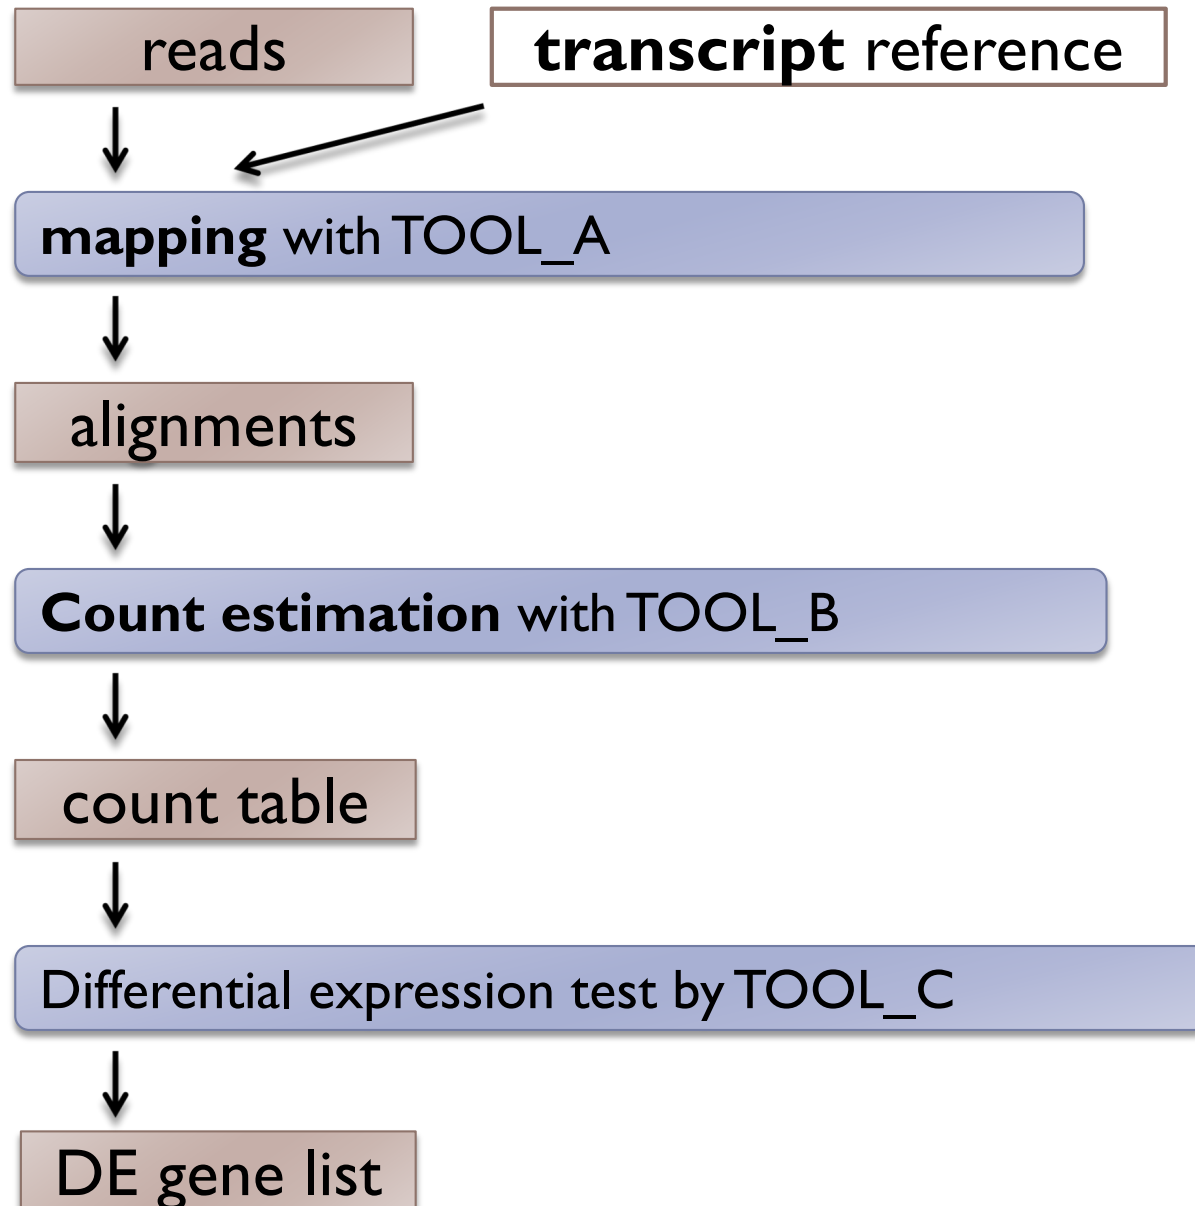 reads
transcript reference
mapping with TOOL_A
alignments
Count estimation with TOOL_B
count table
Differential expression test by TOOL_C
DE gene list